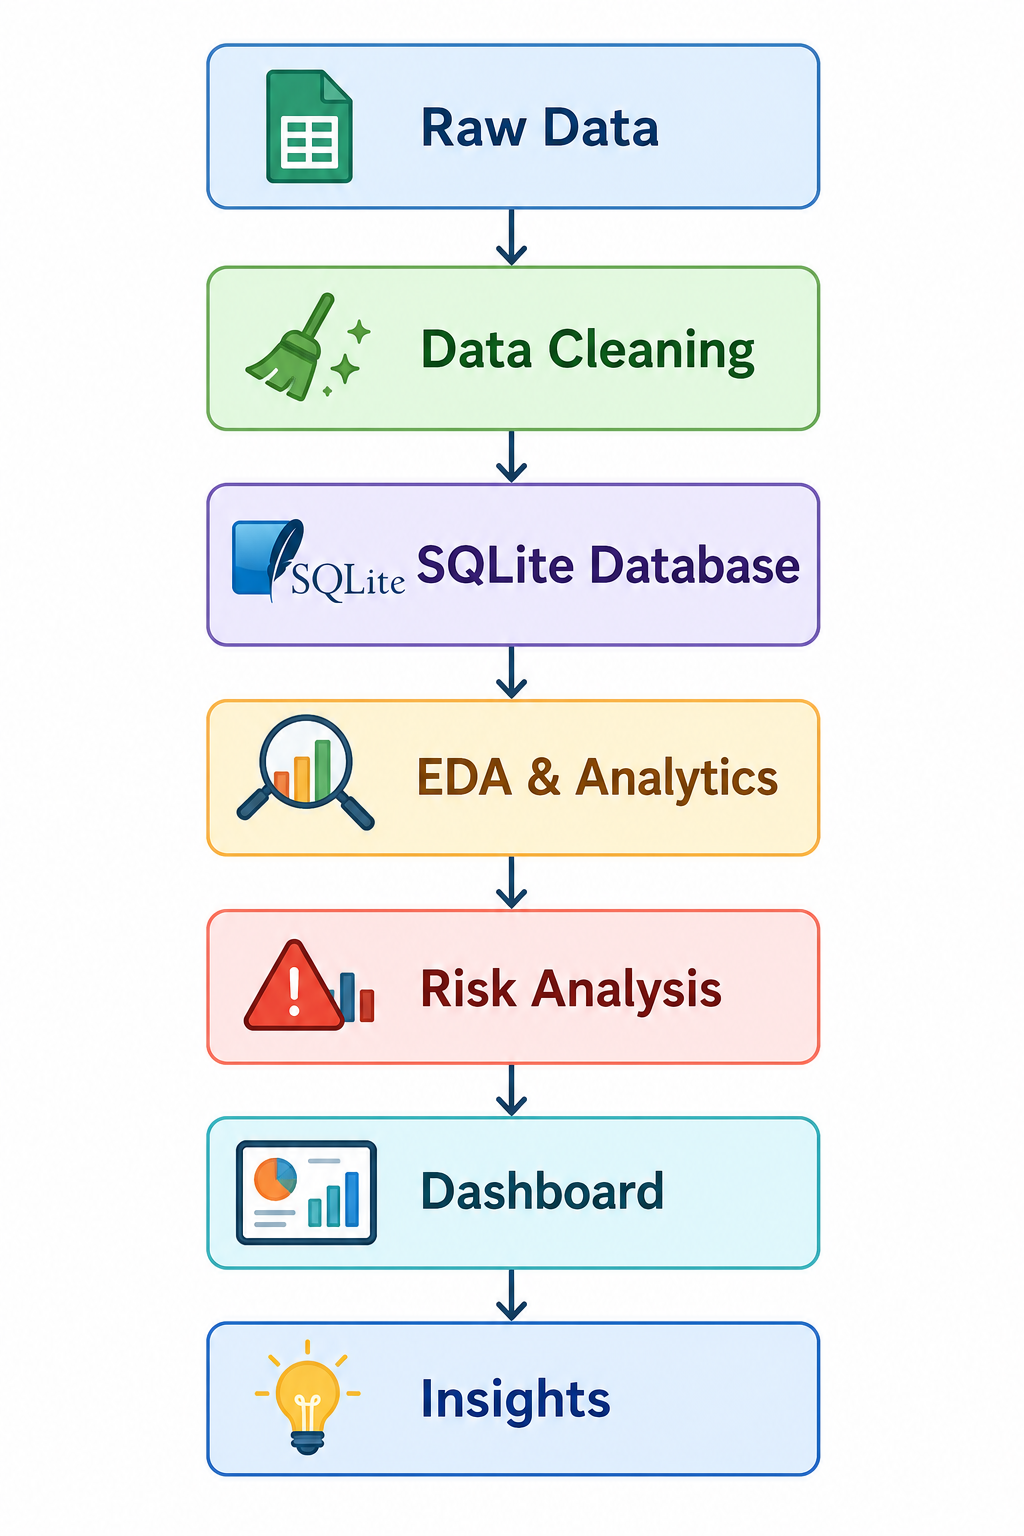 Raw Data
Data Cleaning
SQLite SQLite Database
EDA & Analytics
! Risk Analysis
Dashboard
Insights